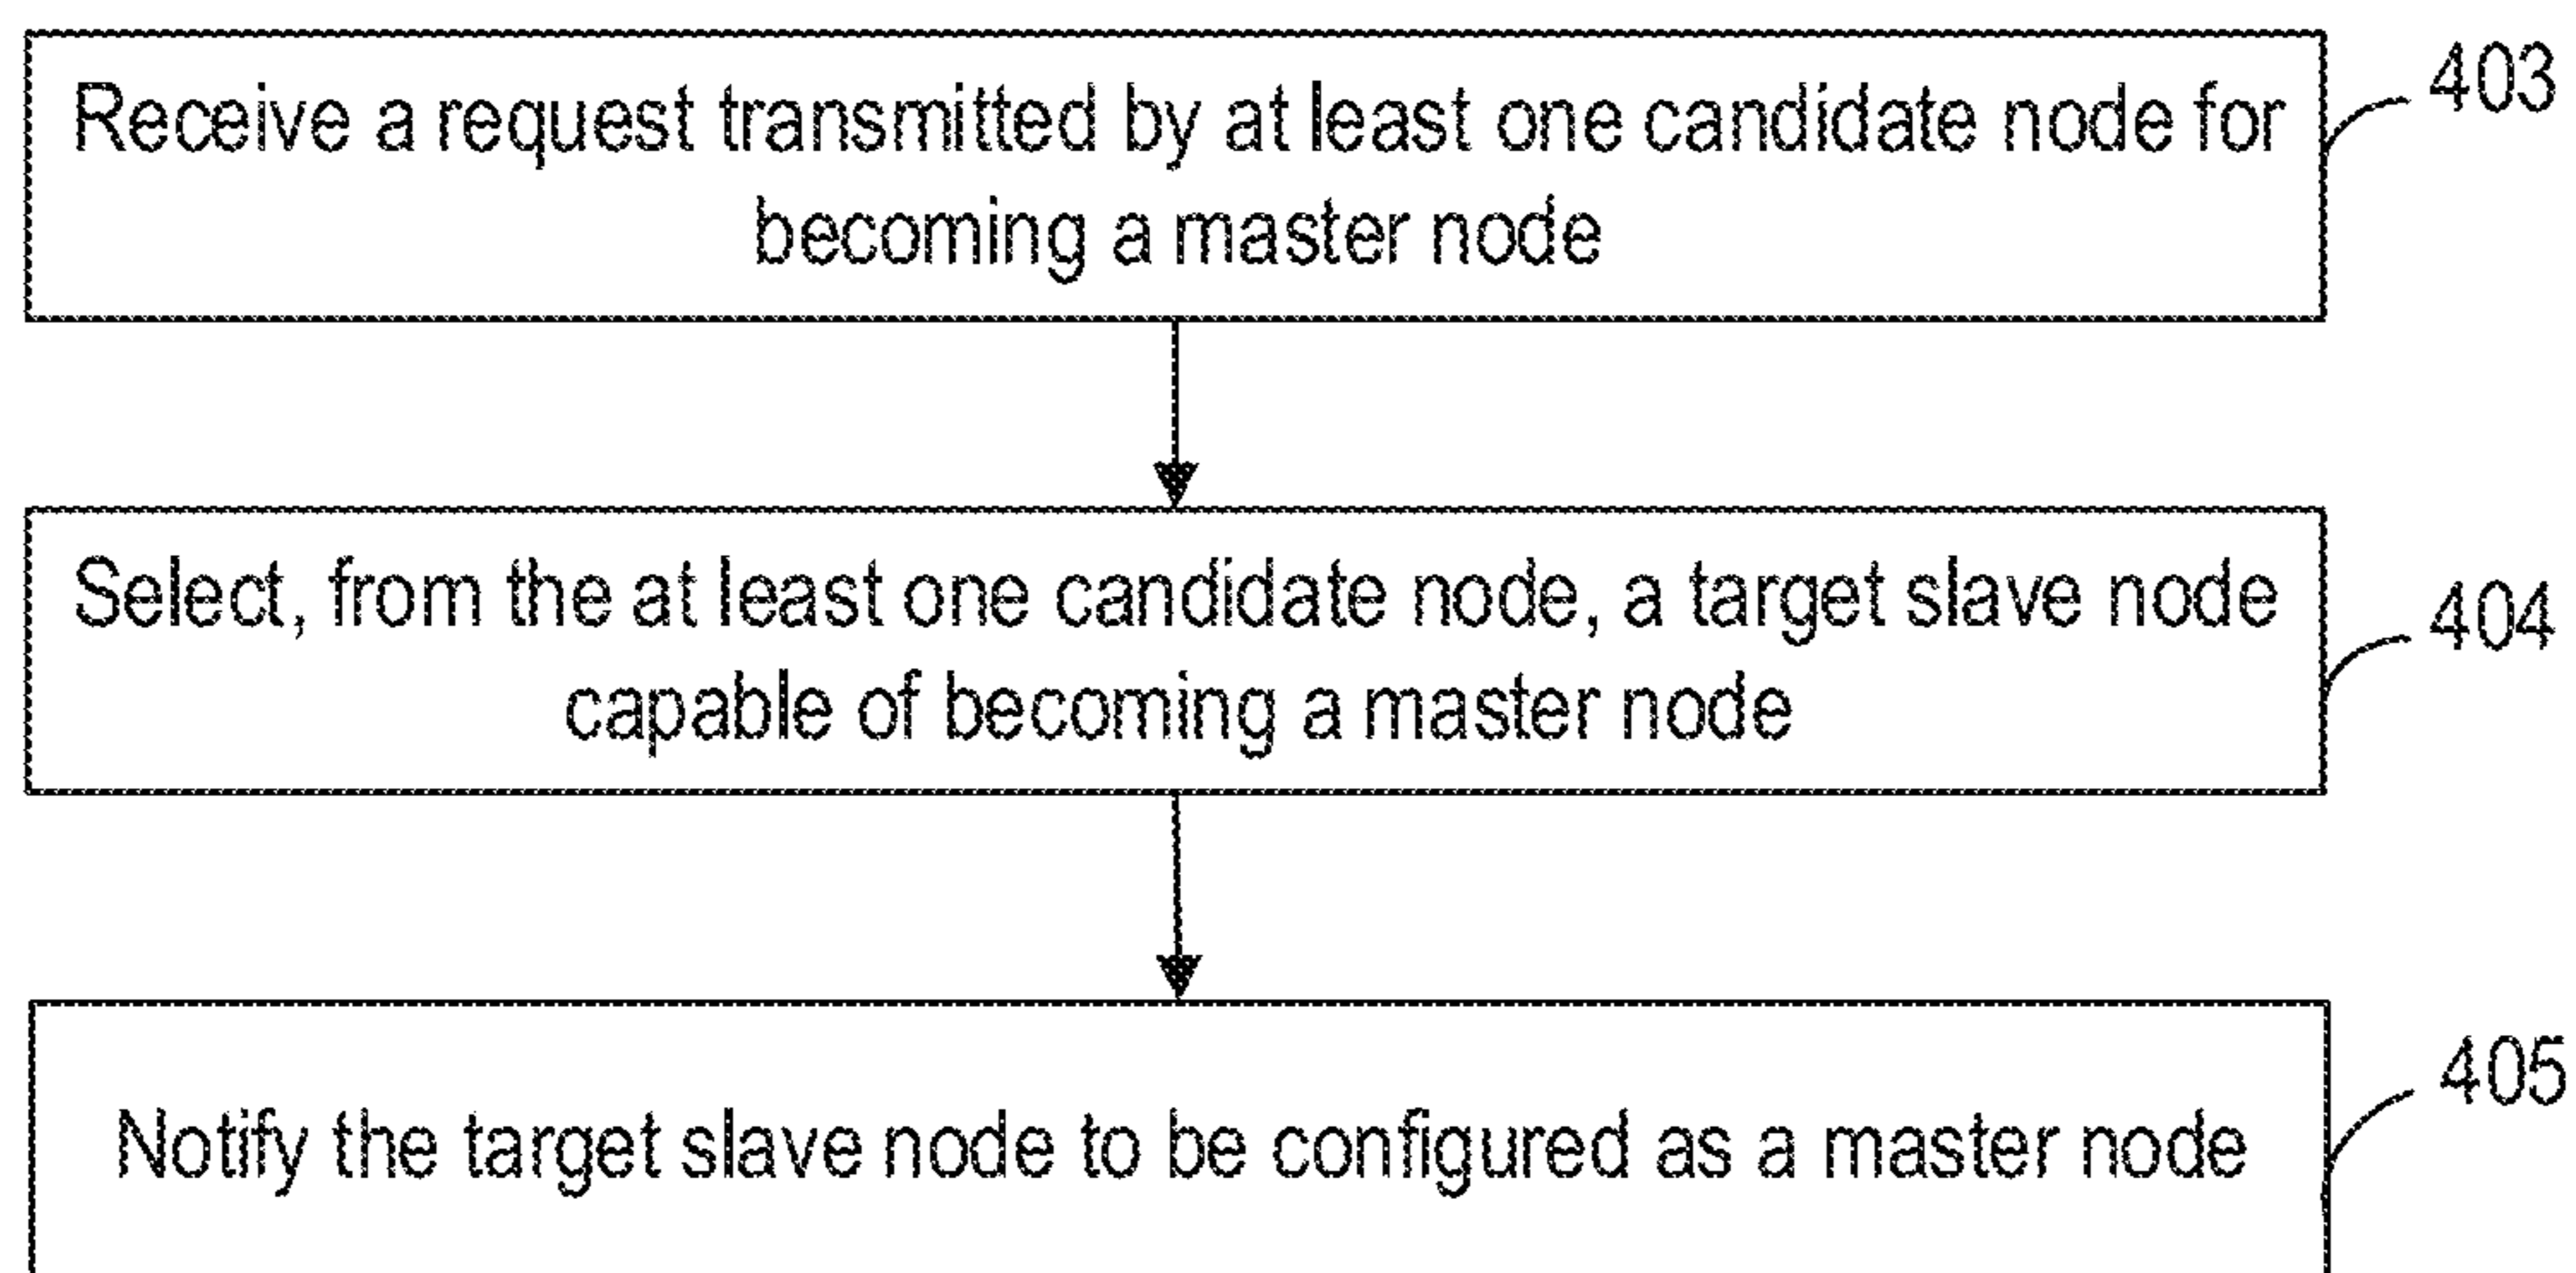 Receive a request transmitted by at least one candidate node for
becoming a master node
403
Select, from the at least one candidate node, a target slave node
capable of becoming a master node
404
Notify the target slave node to be configured as a master node
405